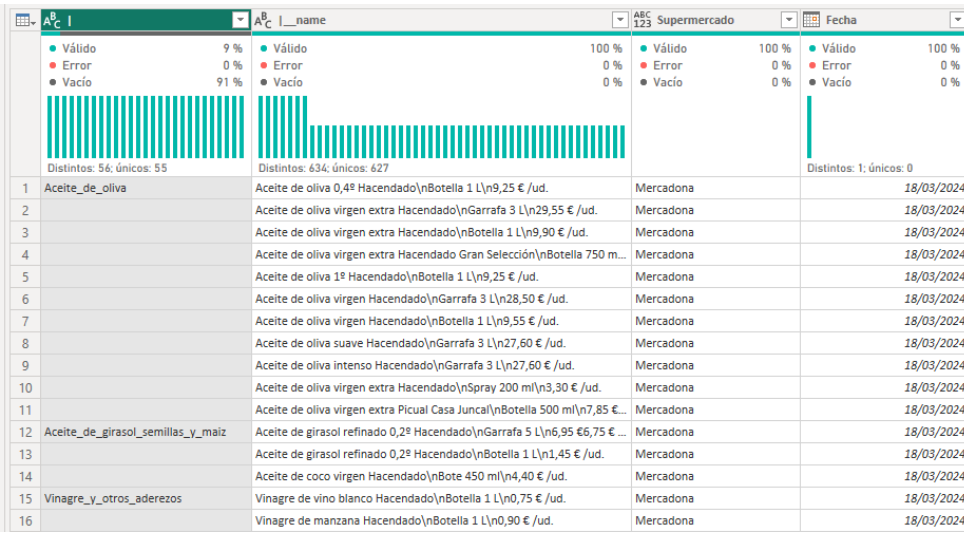 ABC | ABC |__name ABC123 Supermercado Fecha
Válido 9 % Válido 100 % Válido 100 % Válido 100 %
Error 0 % Error 0 % Error 0 % Error 0 %
Vacío 91 % Vacío 0 % Vacío 0 % Vacío 0 %
Distintos: 56; únicos: 55 Distintos: 634; únicos: 627 Distintos: 1; únicos: 0
1 Aceite_de_oliva Aceite de oliva 0,4º Hacendado\nBotella 1 L\n9,25 € /ud. Mercadona 18/03/2024
2 Aceite de oliva virgen extra Hacendado\nGarrafa 3 L\n29,55 € /ud. Mercadona 18/03/2024
3 Aceite de oliva virgen extra Hacendado\nBotella 1 L\n9,90 € /ud. Mercadona 18/03/2024
4 Aceite de oliva virgen extra Hacendado Gran Selección\nBotella 750 m... Mercadona 18/03/2024
5 Aceite de oliva 1º Hacendado\nBotella 1 L\n9,25 € /ud. Mercadona 18/03/2024
6 Aceite de oliva virgen Hacendado\nGarrafa 3 L\n28,50 € /ud. Mercadona 18/03/2024
7 Aceite de oliva virgen Hacendado\nBotella 1 L\n9,55 € /ud. Mercadona 18/03/2024
8 Aceite de oliva suave Hacendado\nGarrafa 3 L\n27,60 € /ud. Mercadona 18/03/2024
9 Aceite de oliva intenso Hacendado\nGarrafa 3 L\n27,60 € /ud. Mercadona 18/03/2024
10 Aceite de oliva virgen extra Hacendado\nSpray 200 ml\n3,30 € /ud. Mercadona 18/03/2024
11 Aceite de oliva virgen extra Picual Casa Juncal\nBotella 500 ml\n7,85 €... Mercadona 18/03/2024
12 Aceite_de_girasol_semillas_y_maiz Aceite de girasol refinado 0,2º Hacendado\nGarrafa 5 L\n6,95 €6,75 € ... Mercadona 18/03/2024
13 Aceite de girasol refinado 0,2º Hacendado\nBotella 1 L\n1,45 € /ud. Mercadona 18/03/2024
14 Aceite de coco virgen Hacendado\nBote 450 ml\n4,40 € /ud. Mercadona 18/03/2024
15 Vinagre_y_otros_aderezos Vinagre de vino blanco Hacendado\nBotella 1 L\n0,75 € /ud. Mercadona 18/03/2024
16 Vinagre de manzana Hacendado\nBotella 1 L\n0,90 € /ud. Mercadona 18/03/2024